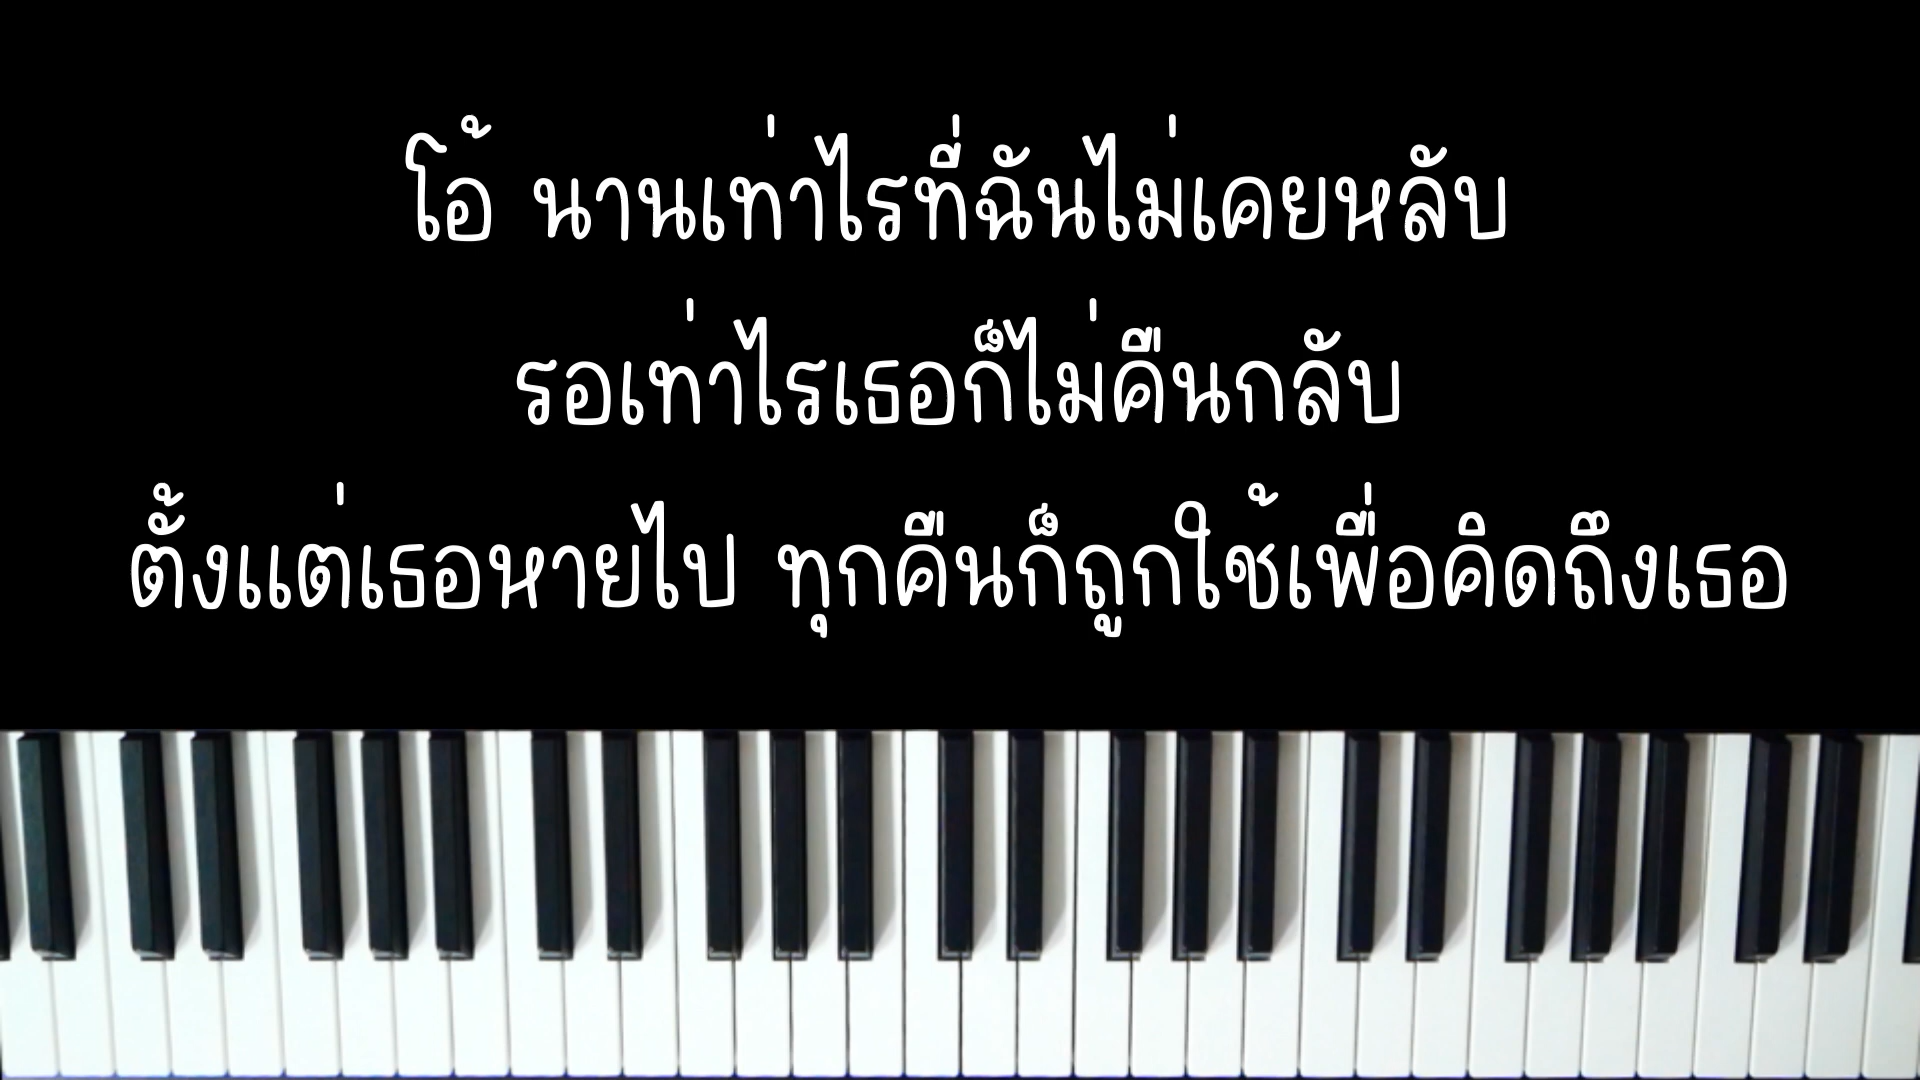 โอ้ นานเท่าไรที่ฉันไม่เคยหลับ
รอเท่าไรเธอก็ไม่คืนกลับ
ตั้งแต่เธอหายไป ทุกคืนก็ถูกใช้เพื่อคิดถึงเธอ